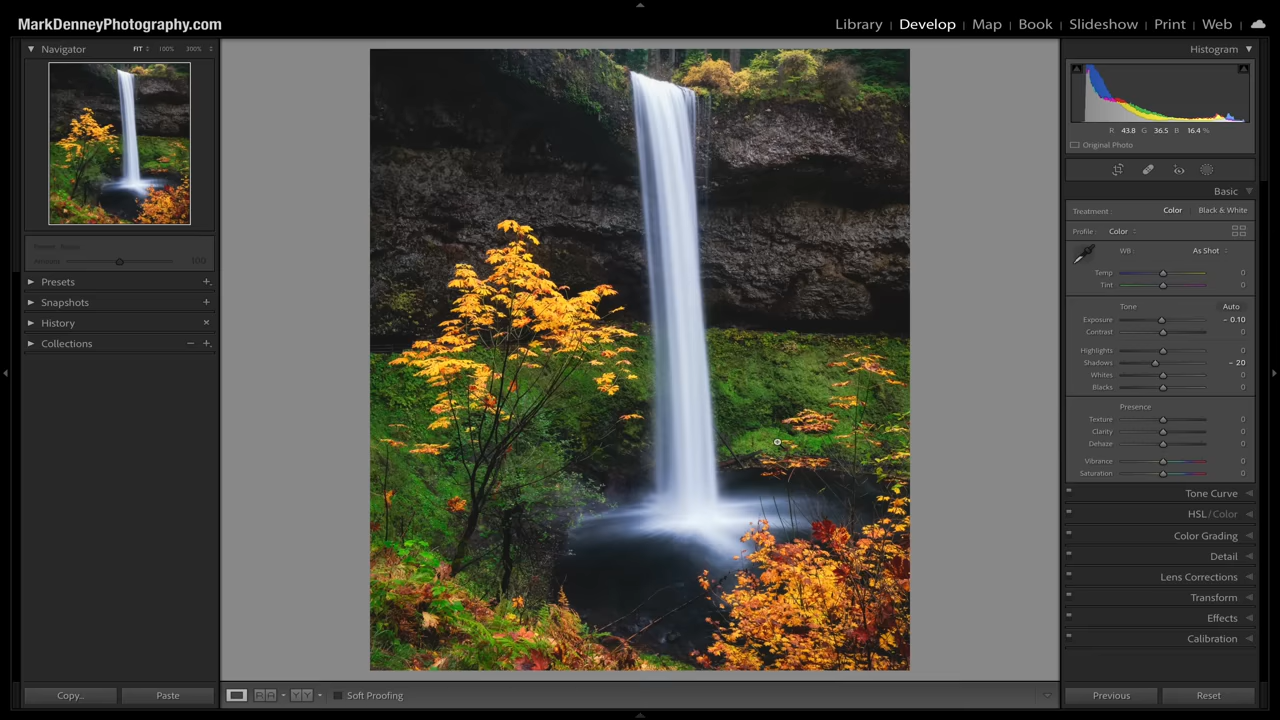 MarkDenneyPhotography.com
Library | Develop | Map | Book | Slideshow | Print | Web
Navigator FIT 100% 300%
100
Presets
Snapshots
History
Collections
Copy... Paste
Soft Proofing
Histogram
R 43.8 G 36.5 B 16.4 %
Original Photo
Basic
Treatment : Color Black & White
Profile : Color
WB : As Shot
Temp 0
Tint 0
Tone Auto
Exposure – 0.10
Contrast 0
Highlights 0
Shadows – 20
Whites 0
Blacks 0
Presence
Texture 0
Clarity 0
Dehaze 0
Vibrance 0
Saturation 0
Tone Curve
HSL / Color
Color Grading
Detail
Lens Corrections
Transform
Effects
Calibration
Previous Reset